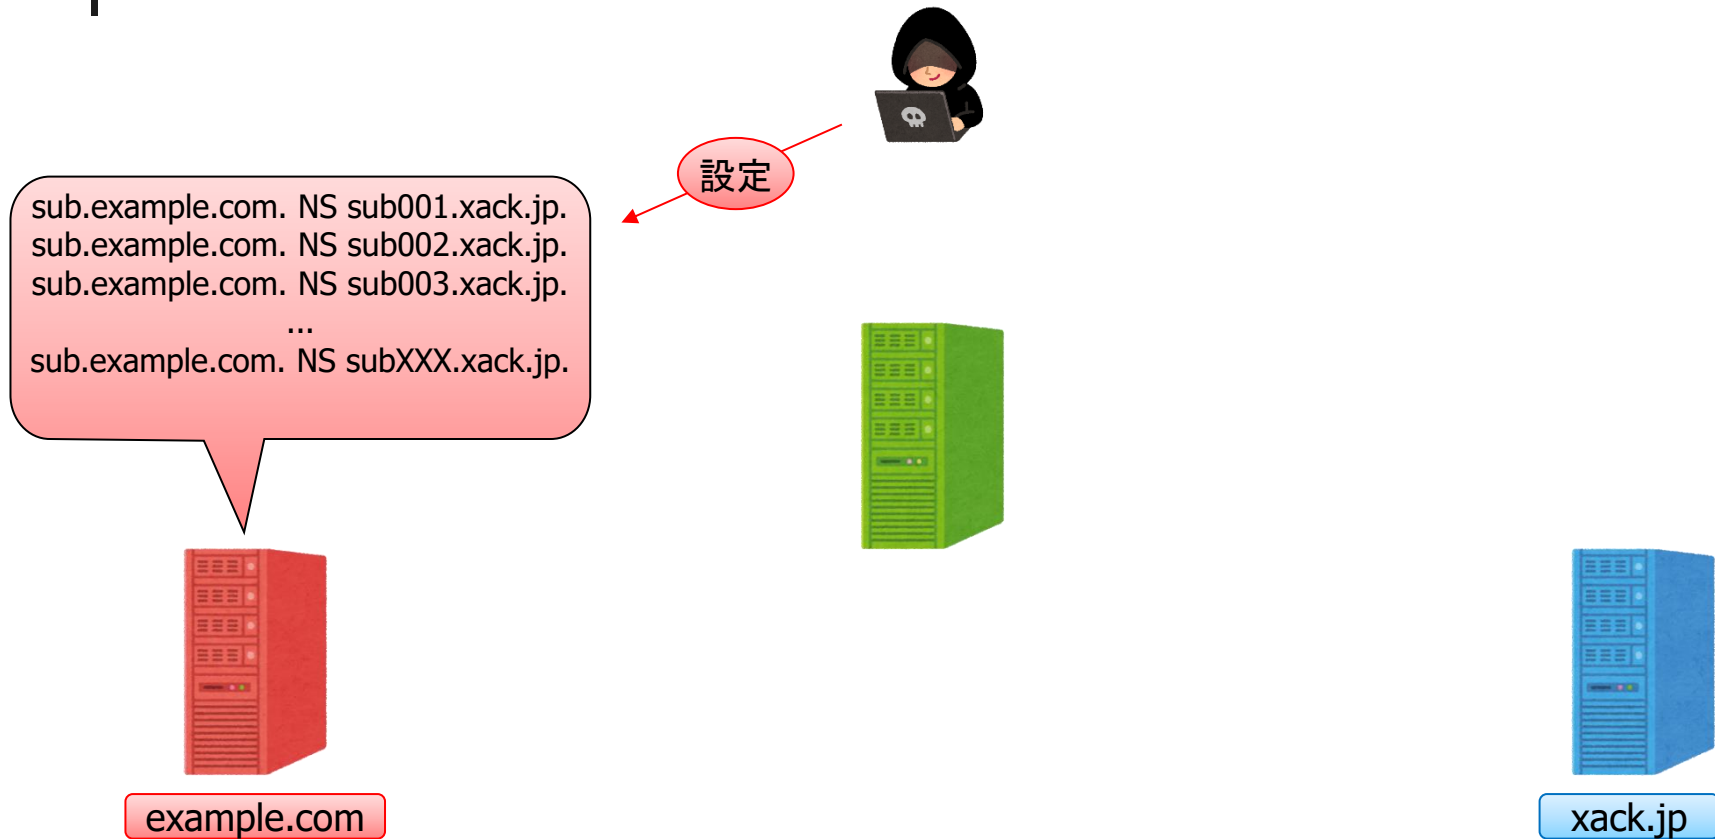 設定
sub.example.com. NS sub001.xack.jp.
sub.example.com. NS sub002.xack.jp.
sub.example.com. NS sub003.xack.jp.
...
sub.example.com. NS subXXX.xack.jp.
example.com
xack.jp